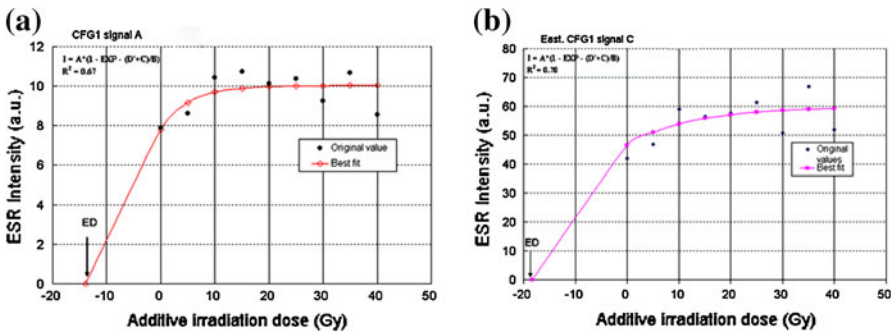 (a)
CFG1 signal A
I = A*(1 - EXP - (D'+C)/B)
R² = 0.67
ESR Intensity (a.u.)
12
10
8
6
4
2
0
Original value
Best fit
ED
-20
-10
0
10
20
30
40
50
Additive irradiation dose (Gy)
(b)
East. CFG1 signal C
I = A*(1 - EXP - (D'+C)/B)
R² = 0.78
ESR Intensity (a.u.)
80
70
60
50
40
30
20
10
0
Original
values
Best fit
ED
-20
-10
0
10
20
30
40
50
Additive irradiation dose (Gy)